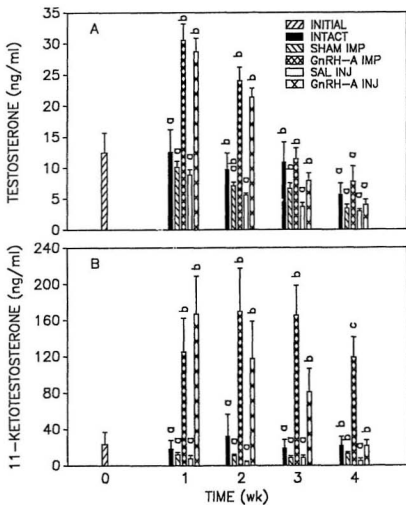 A
INITIAL
INTACT
SHAM IMP
GnRH-A IMP
SAL INJ
GnRH-A INJ
TESTOSTERONE (ng/ml)
35
30
25
20
15
10
5
0
a a b a b
a ab b a b
b b b a b
a a a a a
B
11-KETOTESTOSTERONE (ng/ml)
240
200
160
120
80
40
0
a a b a b
a a b a b
a a b a b
b a c a b
0 1 2 3 4
TIME (wk)